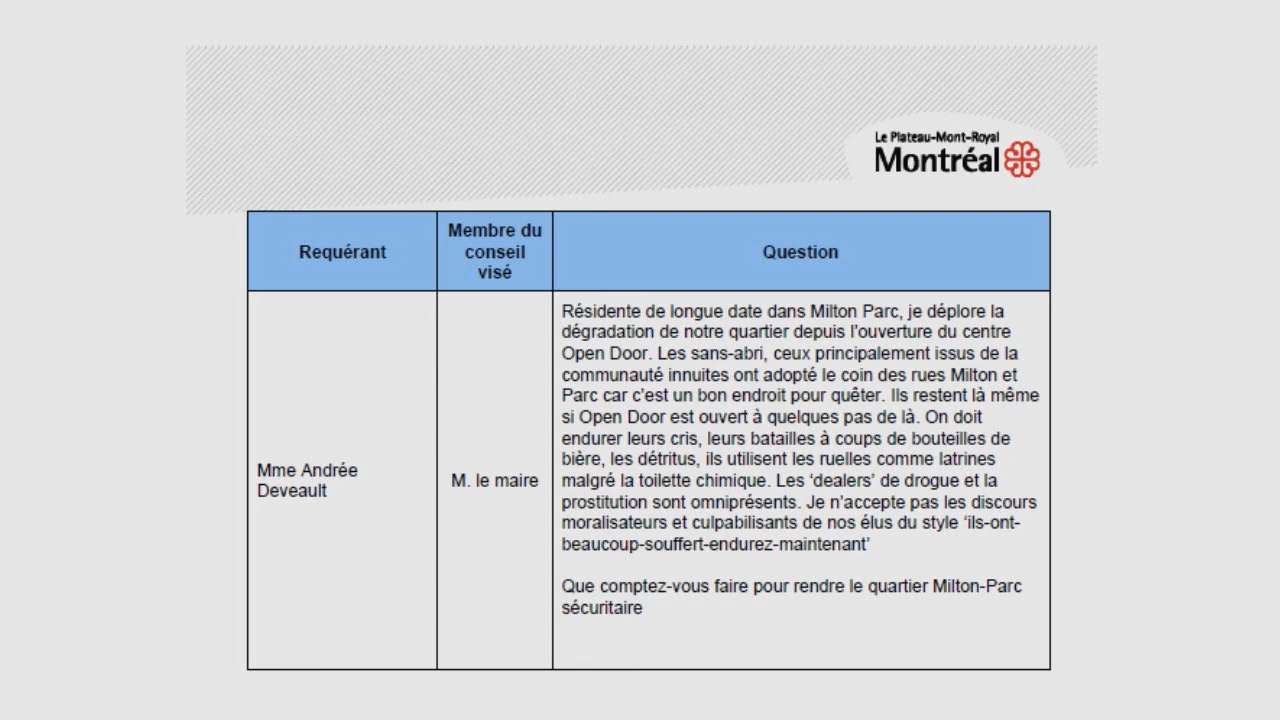 Le Plateau-Mont-Royal
Montréal
Requérant
Membre du
conseil
visé
Question
Mme Andrée
Deveault
M. le maire
Résidente de longue date dans Milton Parc, je déplore la
dégradation de notre quartier depuis l'ouverture du centre
Open Door. Les sans-abri, ceux principalement issus de la
communauté innuites ont adopté le coin des rues Milton et
Parc car c'est un bon endroit pour quêter. Ils restent là même
si Open Door est ouvert à quelques pas de là. On doit
endurer leurs cris, leurs batailles à coups de bouteilles de
bière, les détritus, ils utilisent les ruelles comme latrines
malgré la toilette chimique. Les 'dealers' de drogue et la
prostitution sont omniprésents. Je n'accepte pas les discours
moralisateurs et culpabilisants de nos élus du style 'ils-ont-
beaucoup-souffert-endurez-maintenant'
Que comptez-vous faire pour rendre le quartier Milton-Parc
sécuritaire